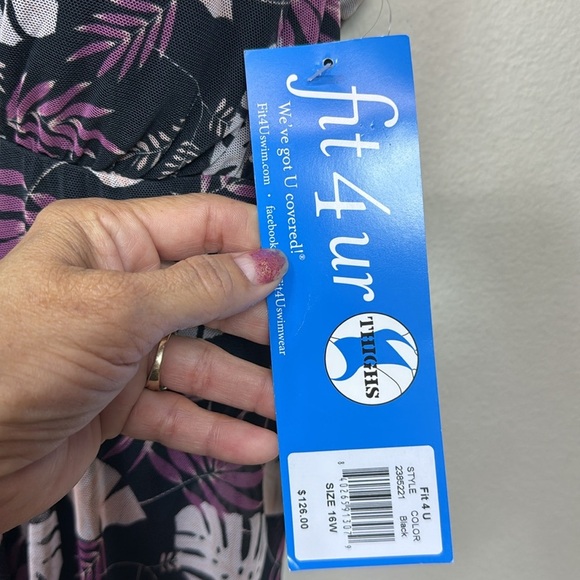 fit 4 ur
We've got U covered!®
Fit4Uswim.com • facebook
Fit4Uswimwear
THIGHS
Fit 4 U
STYLE COLOR
2385221 Black
SIZE 16W
$126.00